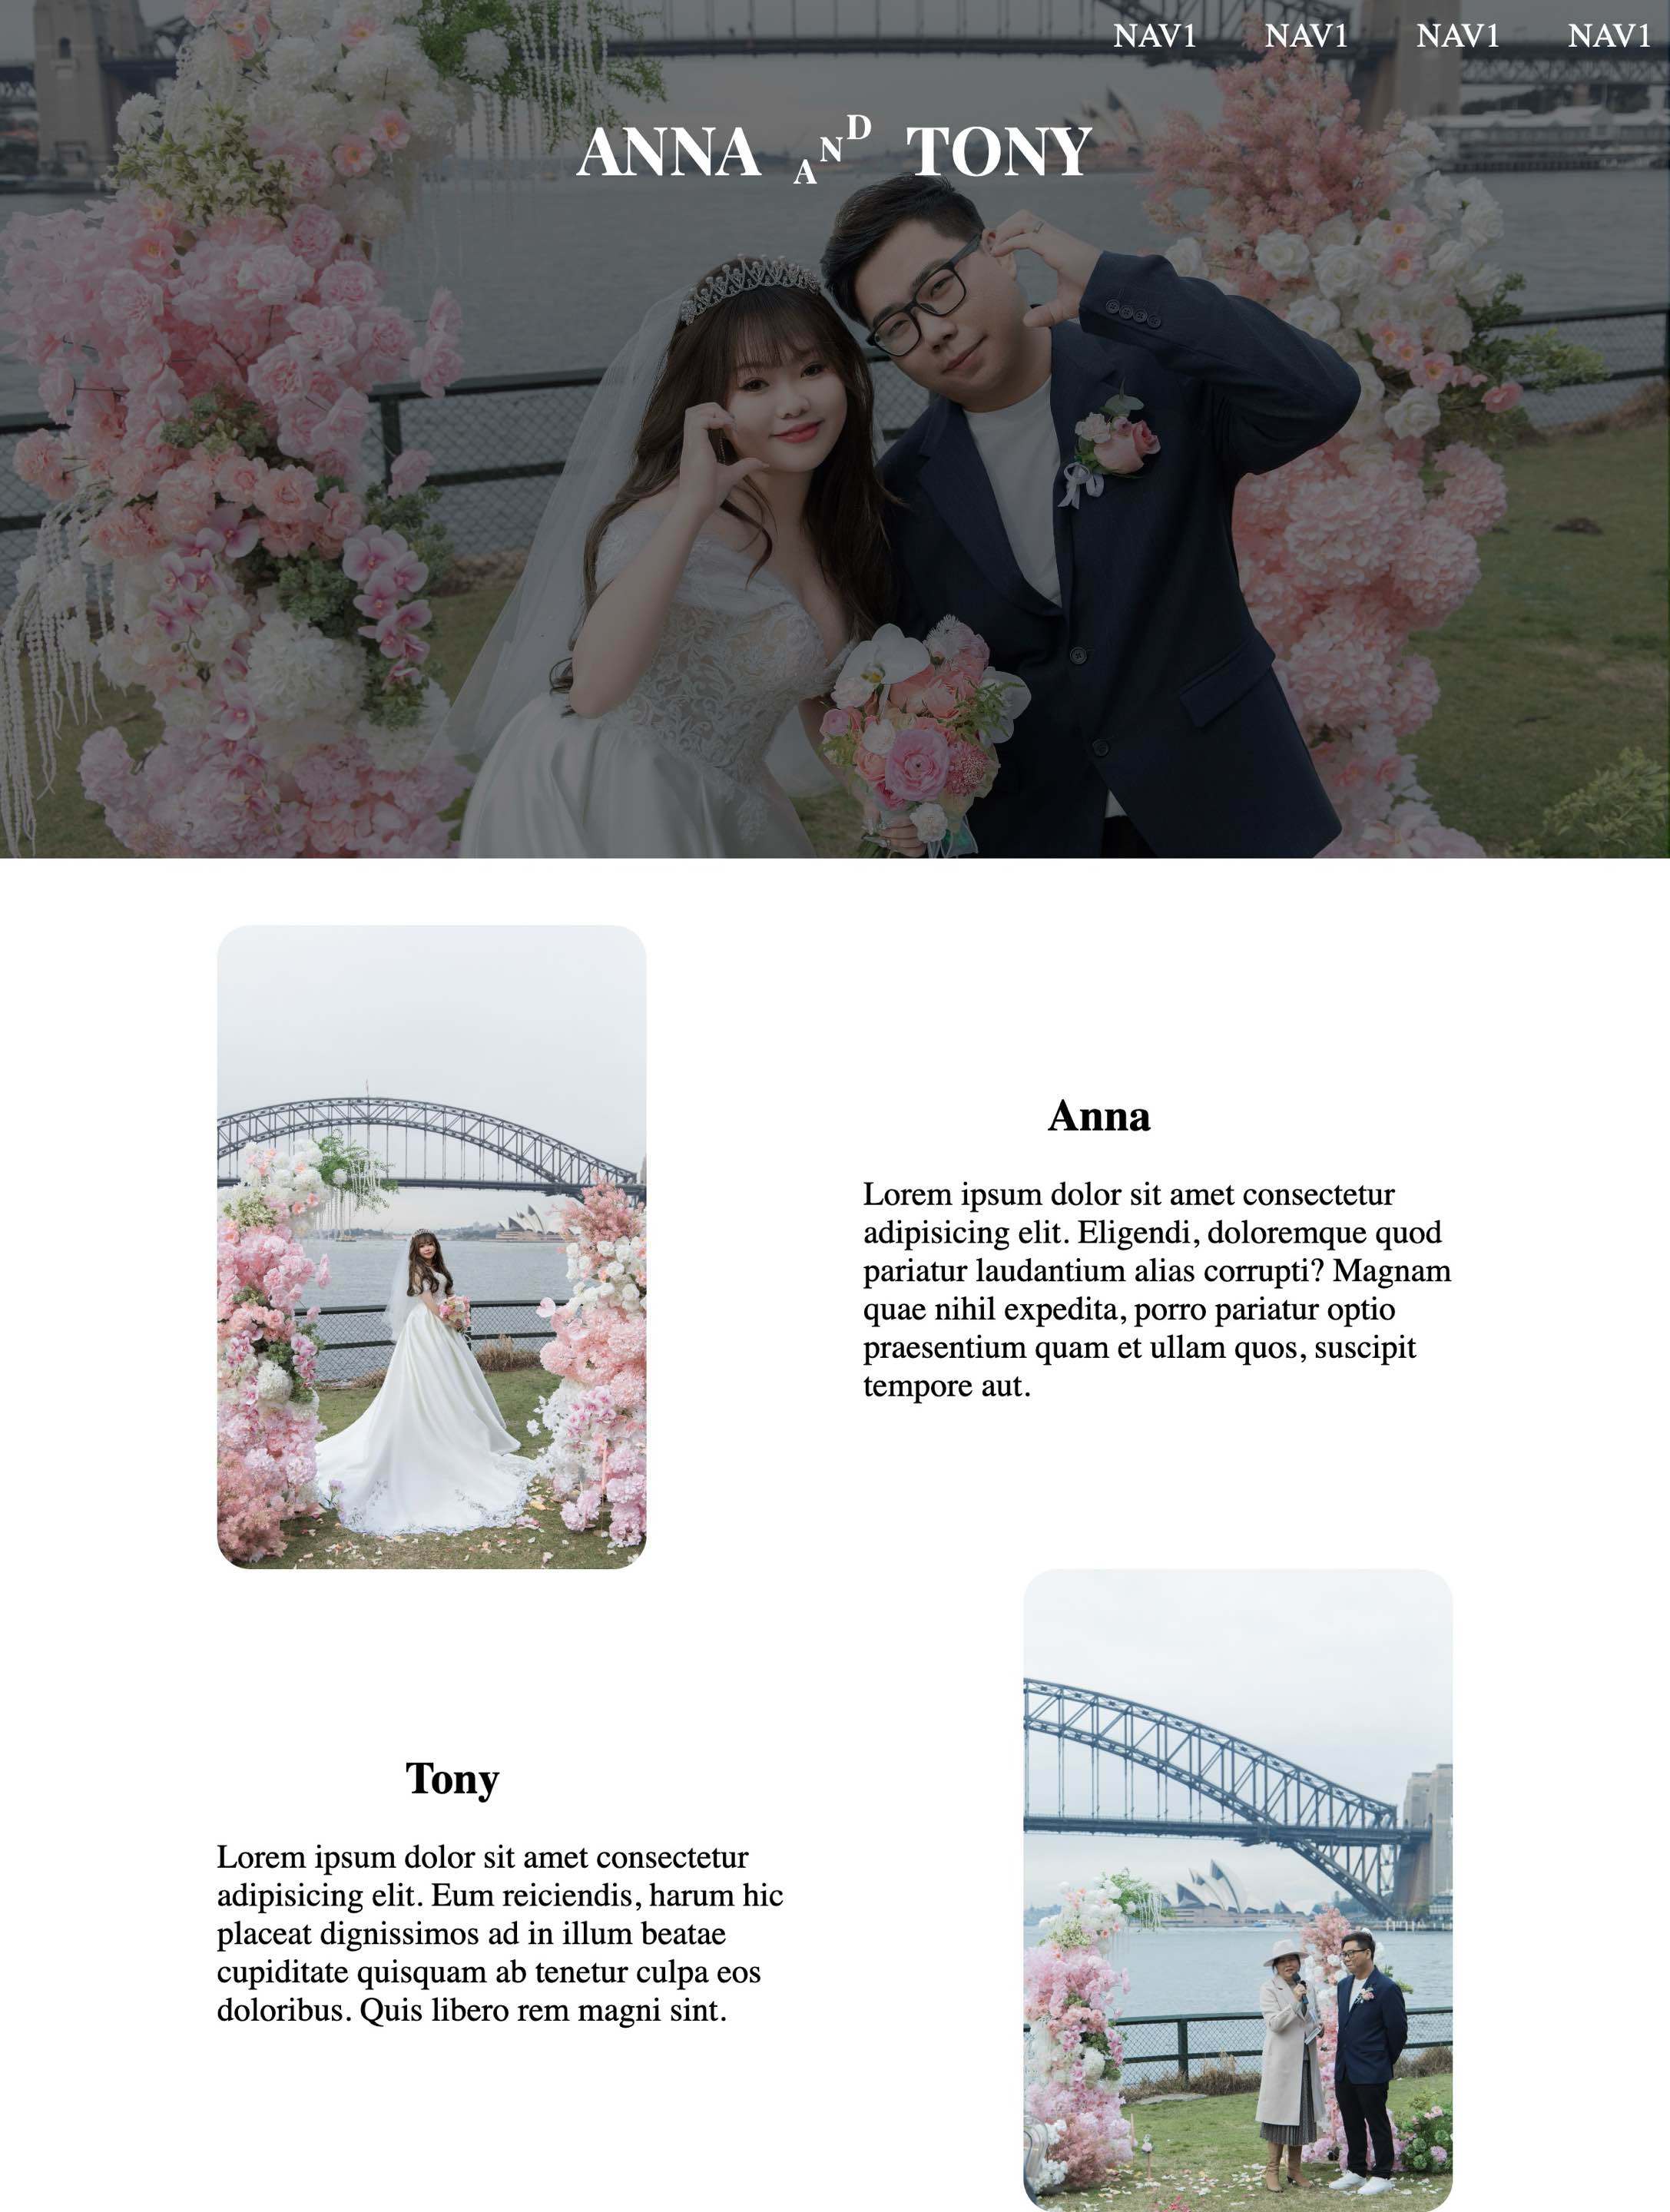 NAV1 NAV1 NAV1 NAV1
ANNA AND TONY
Anna
Lorem ipsum dolor sit amet consectetur
adipisicing elit. Eligendi, doloremque quod
pariatur laudantium alias corrupti? Magnam
quae nihil expedita, porro pariatur optio
praesentium quam et ullam quos, suscipit
tempore aut.
Tony
Lorem ipsum dolor sit amet consectetur
adipisicing elit. Eum reiciendis, harum hic
placeat dignissimos ad in illum beatae
cupiditate quisquam ab tenetur culpa eos
doloribus. Quis libero rem magni sint.